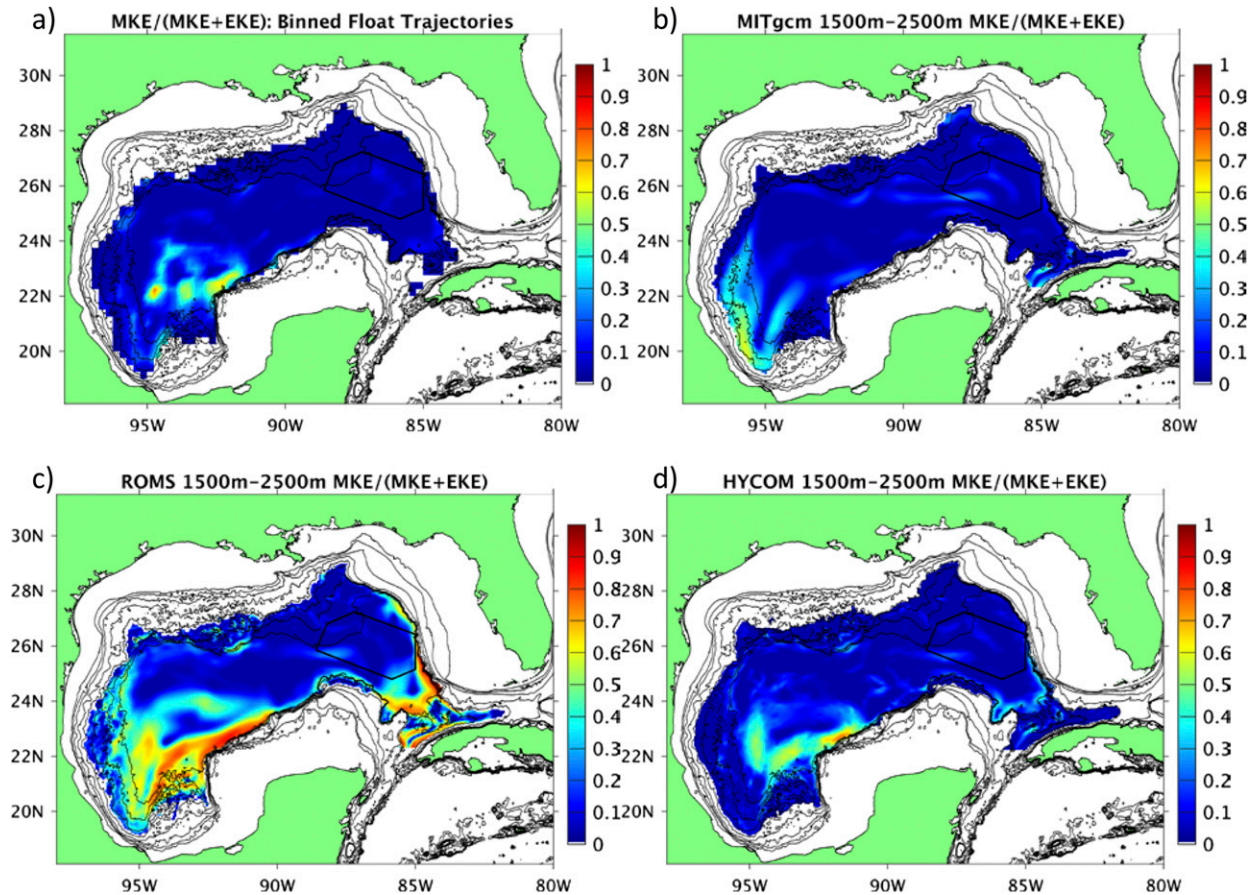 a) MKE/(MKE+EKE): Binned Float Trajectories
30N
28N
26N
24N
22N
20N
95W 90W 85W 80W
1
0.9
0.8
0.7
0.6
0.5
0.4
0.3
0.2
0.1
0
b) MITgcm 1500m-2500m MKE/(MKE+EKE)
30N
28N
26N
24N
22N
20N
95W 90W 85W 80W
1
0.9
0.8
0.7
0.6
0.5
0.4
0.3
0.2
0.1
0
c) ROMS 1500m-2500m MKE/(MKE+EKE)
30N
28N
26N
24N
22N
20N
95W 90W 85W 80W
1
0.9
0.8
0.7
0.6
0.5
0.4
0.3
0.2
0.1
0
d) HYCOM 1500m-2500m MKE/(MKE+EKE)
30N
28N
26N
24N
22N
120N
95W 90W 85W 80W
1
0.9
0.8
0.7
0.6
0.5
0.4
0.3
0.2
0.1
0